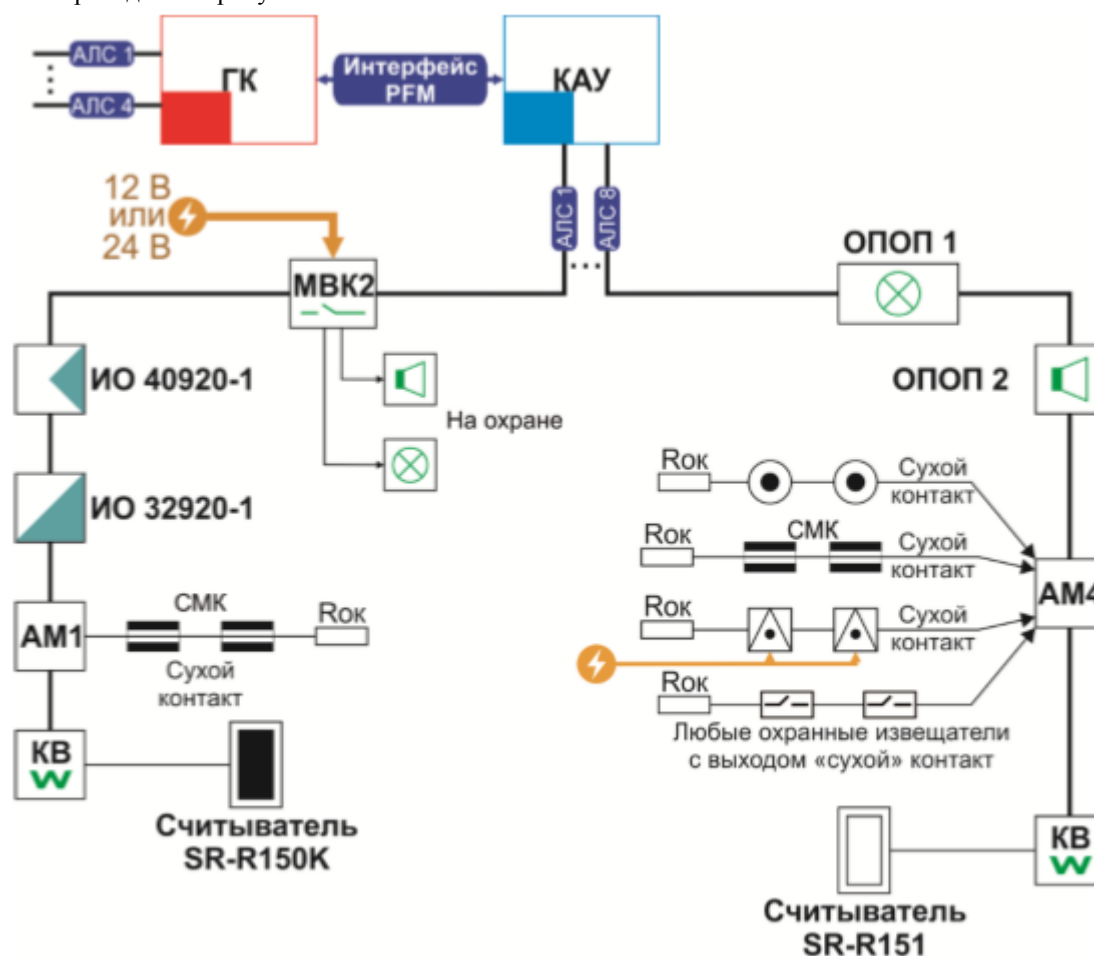 АЛС 1
АЛС 4
ГК
Интерфейс
PFM
КАУ
12 В
или
24 В
АЛС 1
АЛС 8
МВК2
ОПОП 1
ИО 40920-1
На охране
ОПОП 2
ИО 32920-1
Rок
Сухой
контакт
Rок
СМК
Сухой
контакт
АМ4
Rок
Сухой
контакт
Rок
Любые охранные извещатели
с выходом «сухой» контакт
АМ1
СМК
Rок
Сухой
контакт
КВ
Считыватель
SR-R150K
КВ
Считыватель
SR-R151